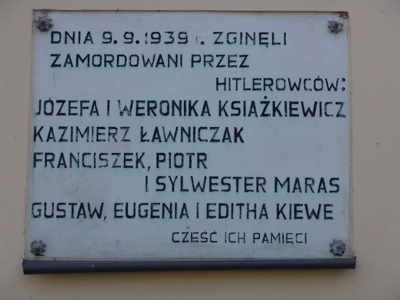 DNIA 9.9.1939 r. ZGINĘLI
ZAMORDOWANI PRZEZ
HITLEROWCÓW:
JÓZEFA I WERONIKA KSIĄŻKIEWICZ
KAZIMIERZ ŁAWNICZAK
FRANCISZEK, PIOTR
I SYLWESTER MARAS
GUSTAW, EUGENIA I EDITHA KIEWE
CZEŚĆ ICH PAMIĘCI